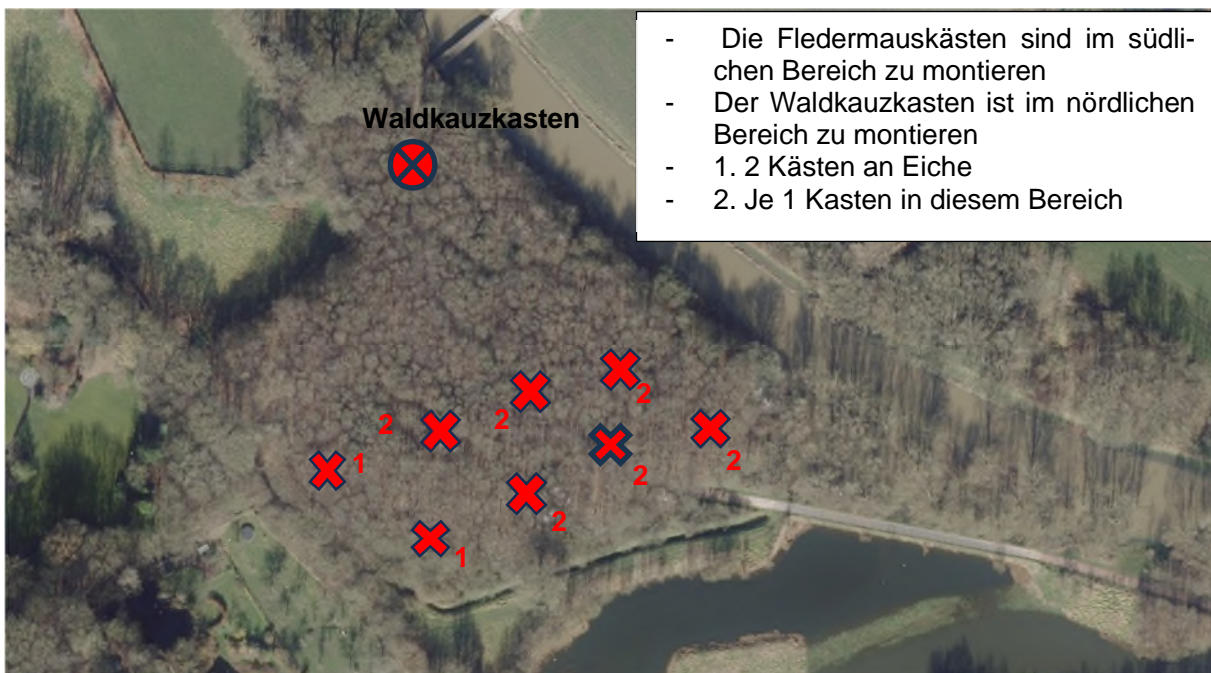 - Die Fledermauskästen sind im südli-
chen Bereich zu montieren
- Der Waldkauzkasten ist im nördlichen
Bereich zu montieren
- 1. 2 Kästen an Eiche
- 2. Je 1 Kasten in diesem Bereich
Waldkauzkasten
2
2
2
2
1
2
2
1